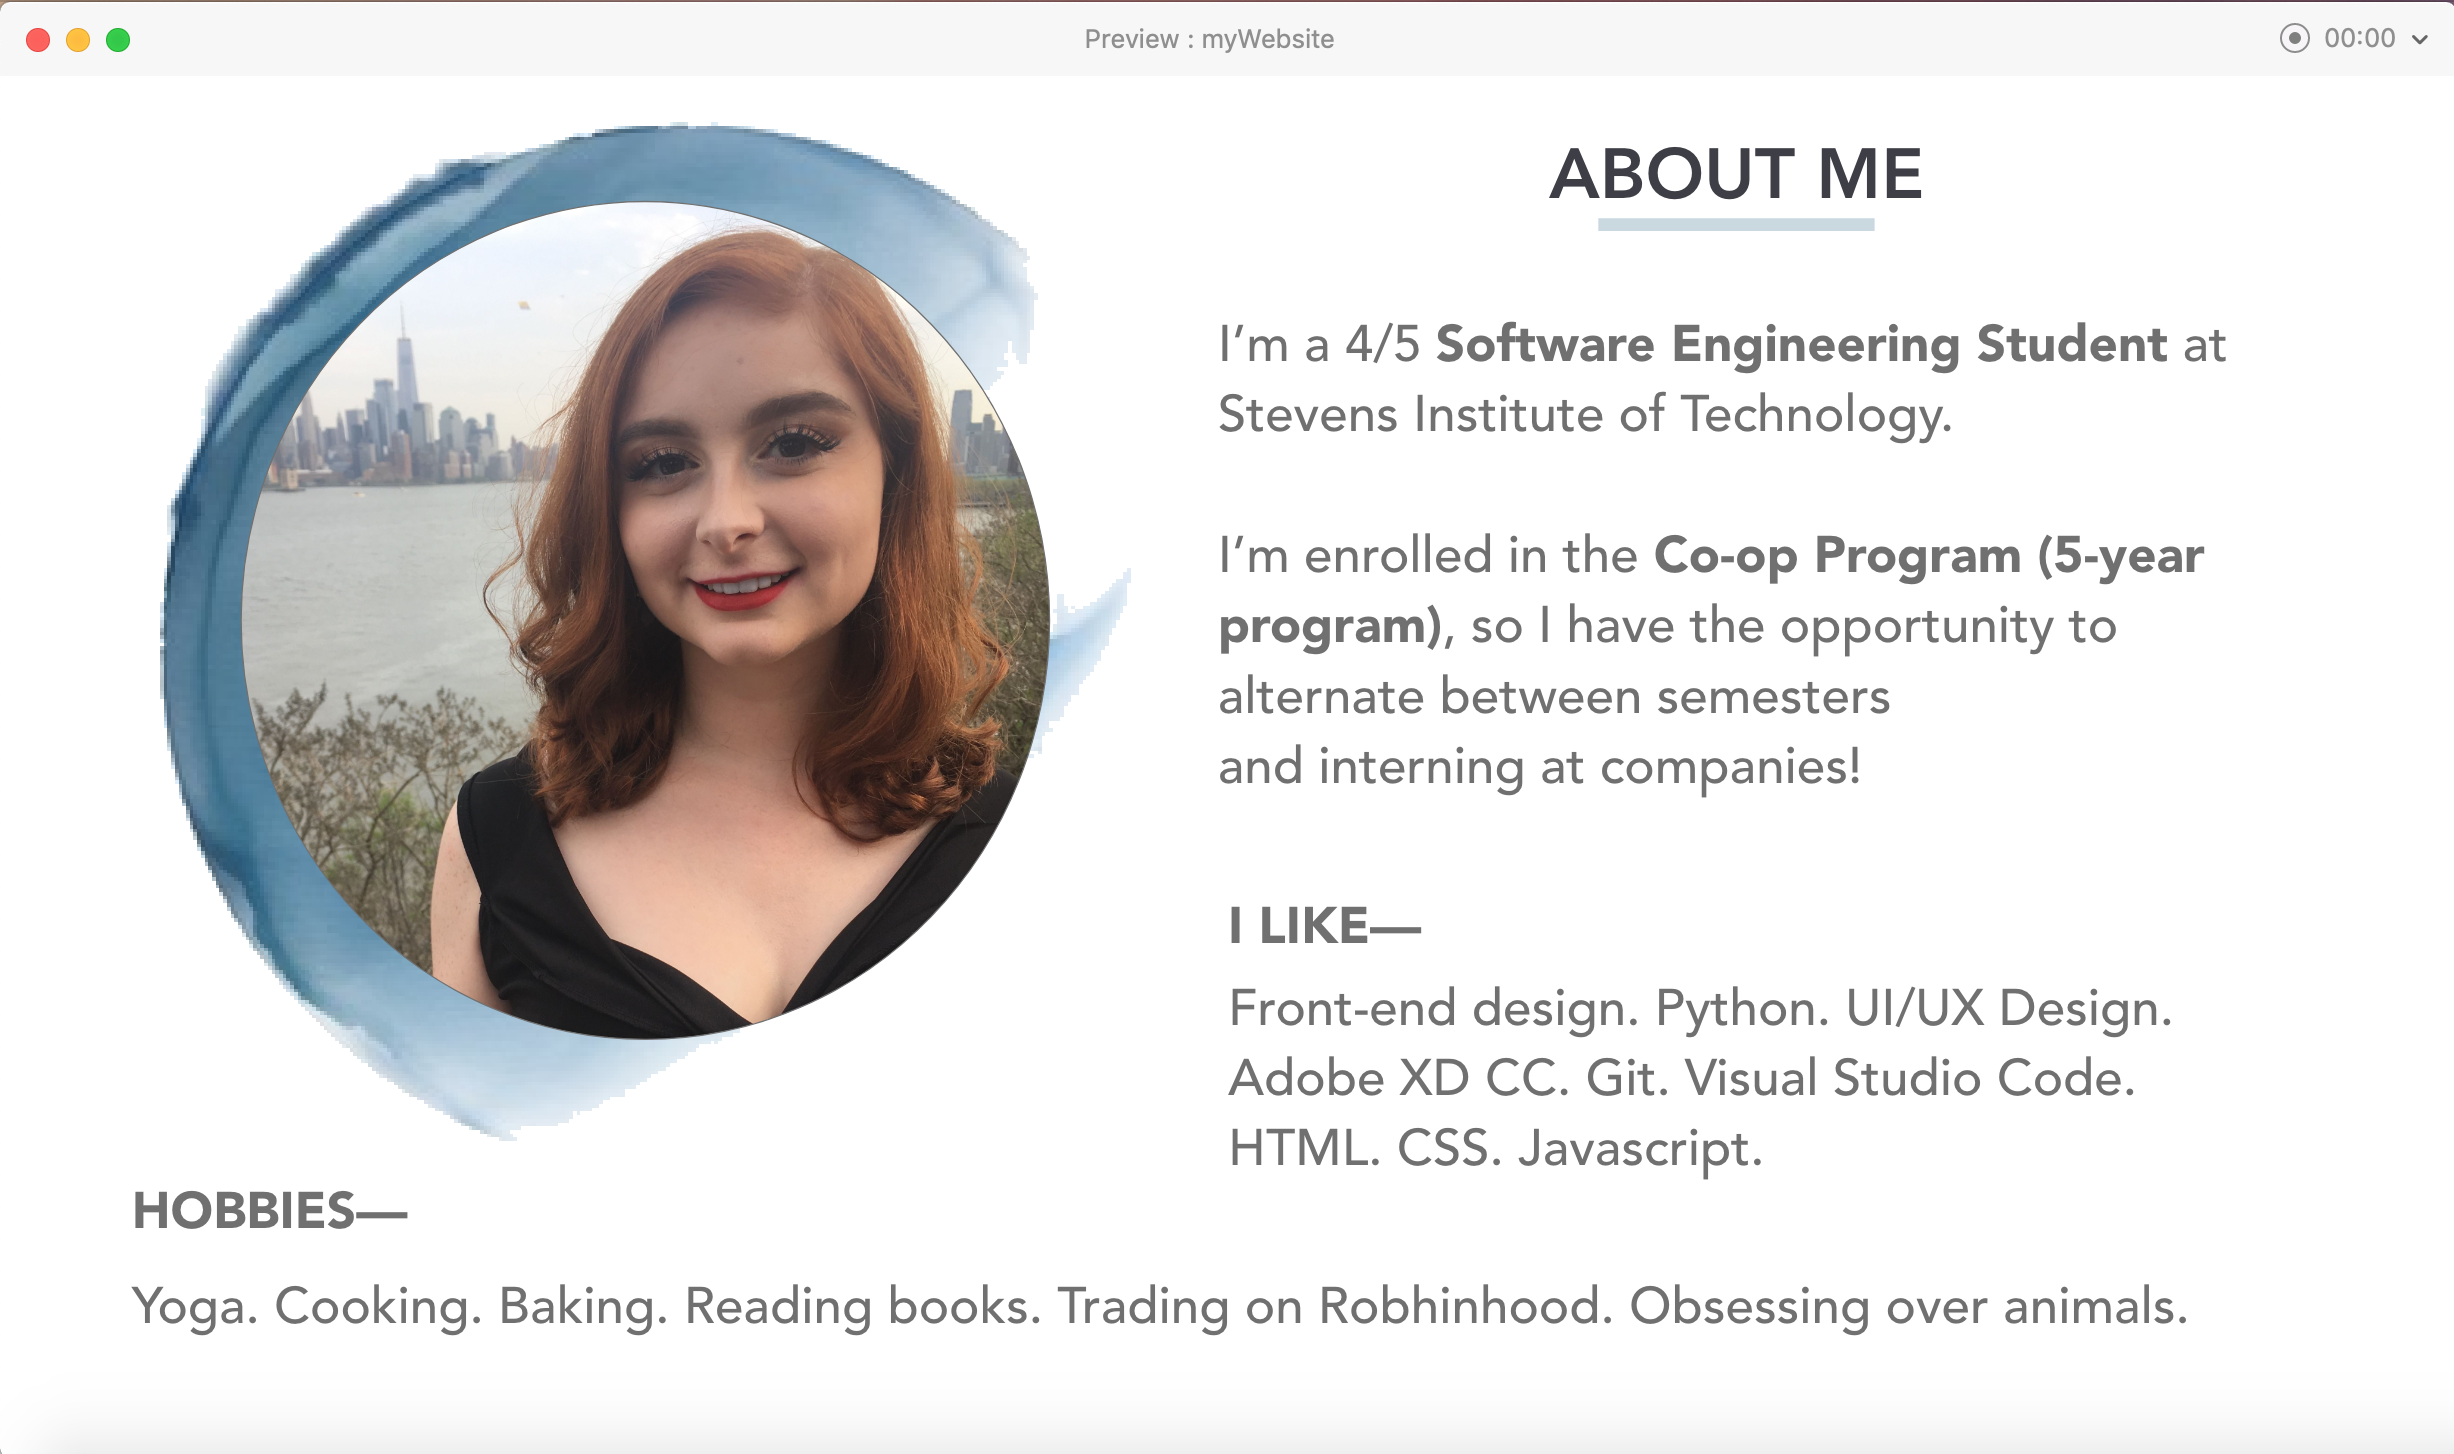 Preview : myWebsite
00:00
ABOUT ME
I’m a 4/5 Software Engineering Student at
Stevens Institute of Technology.
I’m enrolled in the Co-op Program (5-year
program), so I have the opportunity to
alternate between semesters
and interning at companies!
I LIKE—
Front-end design. Python. UI/UX Design.
Adobe XD CC. Git. Visual Studio Code.
HTML. CSS. Javascript.
HOBBIES—
Yoga. Cooking. Baking. Reading books. Trading on Robhinhood. Obsessing over animals.